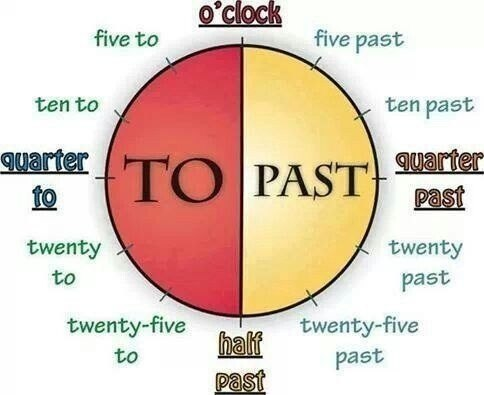 o'clock
five to
five past
ten to
ten past
quarter
to
TO
PAST
quarter
past
twenty
to
twenty
past
twenty-five
to
half
past
twenty-five
past